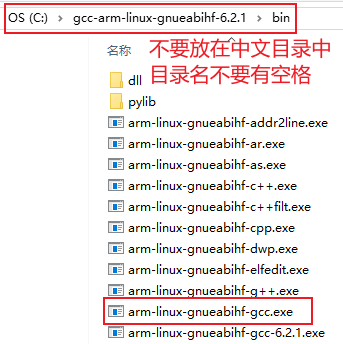 OS (C:) > gcc-arm-linux-gnueabihf-6.2.1 > bin
名称
不要放在中文目录中
目录名不要有空格
dll
pylib
arm-linux-gnueabihf-addr2line.exe
arm-linux-gnueabihf-ar.exe
arm-linux-gnueabihf-as.exe
arm-linux-gnueabihf-c++.exe
arm-linux-gnueabihf-c++filt.exe
arm-linux-gnueabihf-cpp.exe
arm-linux-gnueabihf-dwp.exe
arm-linux-gnueabihf-elfedit.exe
arm-linux-gnueabihf-g++.exe
arm-linux-gnueabihf-gcc.exe
arm-linux-gnueabihf-gcc-6.2.1.exe